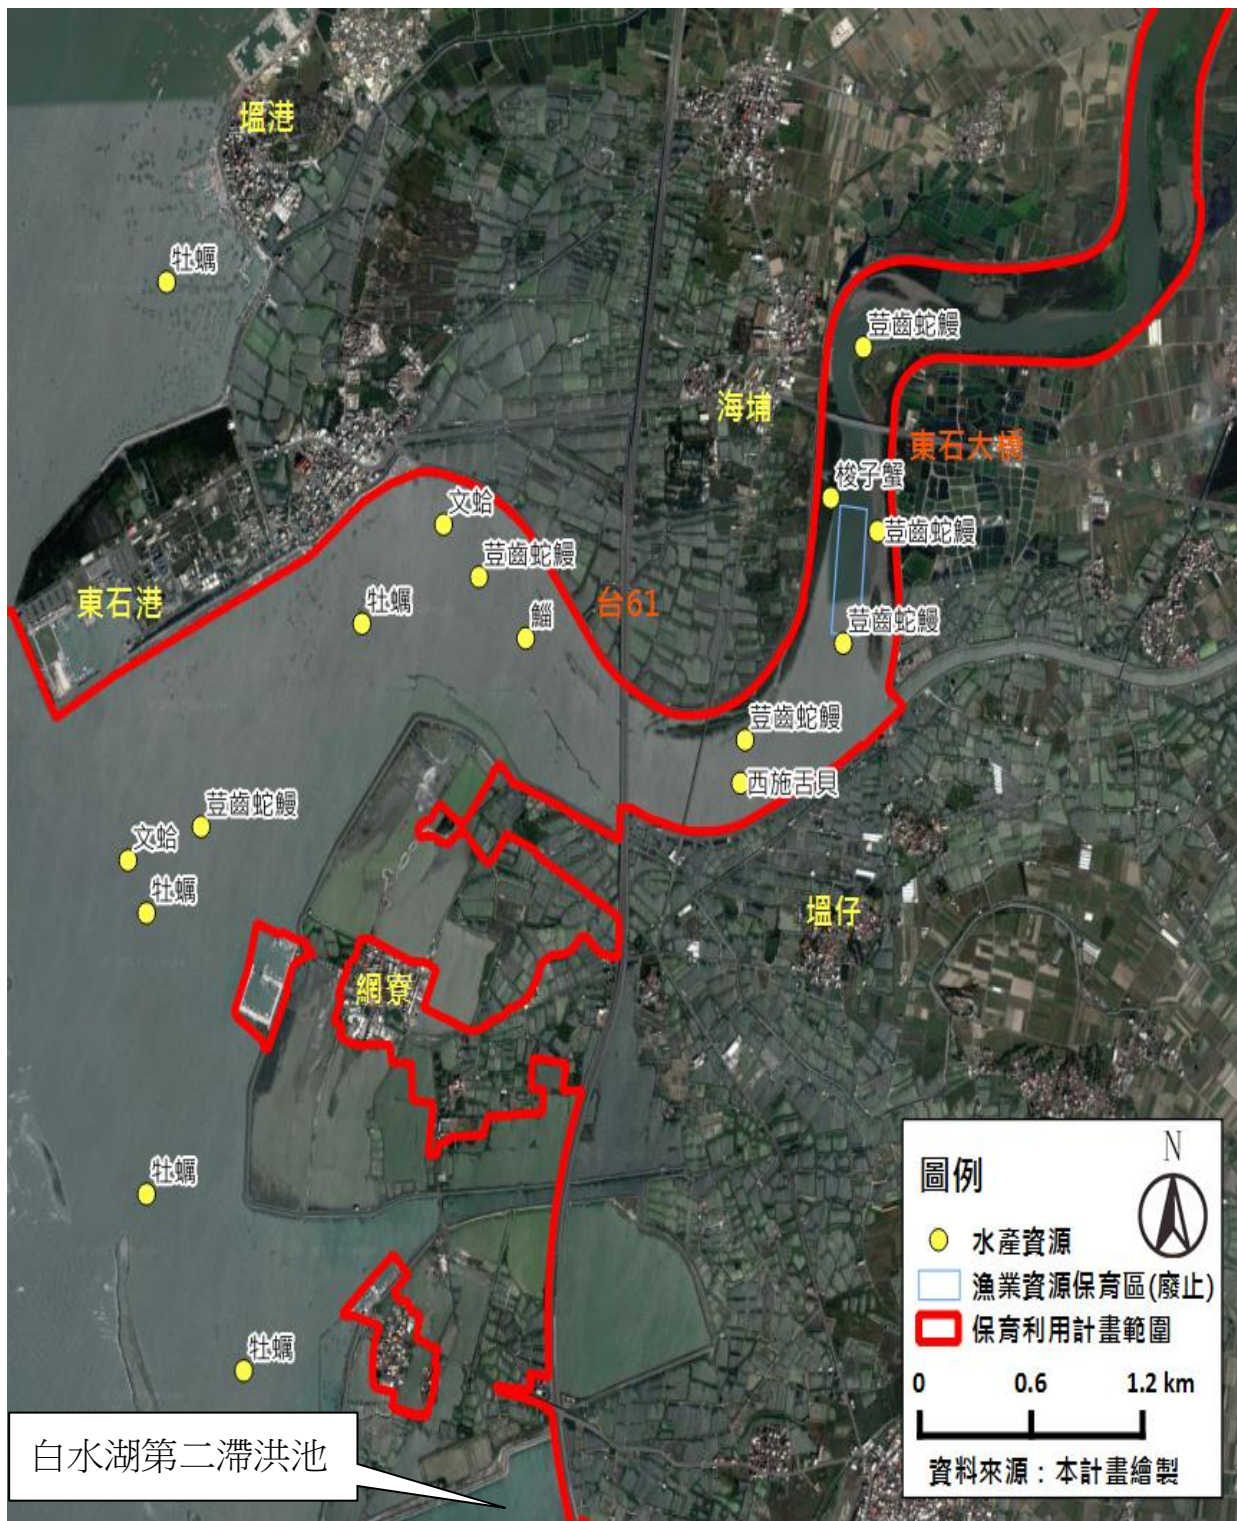 塭港
牡蠣
荳齒蛇鰻
海埔
東石大橋
梭子蟹
文蛤
荳齒蛇鰻
荳齒蛇鰻
東石港
牡蠣
台61
鯔
荳齒蛇鰻
荳齒蛇鰻
西施舌貝
荳齒蛇鰻
文蛤
牡蠣
塭仔
網寮
牡蠣
牡蠣
白水湖第二滯洪池
圖例
N
水產資源
漁業資源保育區(廢止)
保育利用計畫範圍
0 0.6 1.2 km
資料來源：本計畫繪製